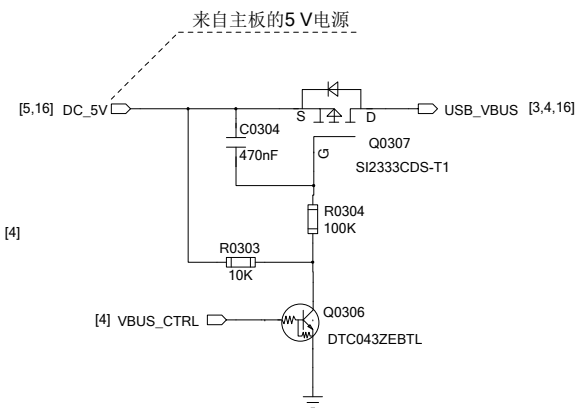 来自主板的5 V电源
[5,16] DC_5V
S
D
USB_VBUS [3,4,16]
C0304
470nF
G
Q0307
SI2333CDS-T1
R0304
100K
[4]
R0303
10K
[4] VBUS_CTRL
Q0306
DTC043ZEBTL